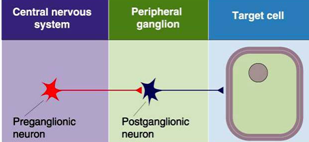 Central nervous
system
Peripheral
ganglion
Target cell
Preganglionic
neuron
Postganglionic
neuron